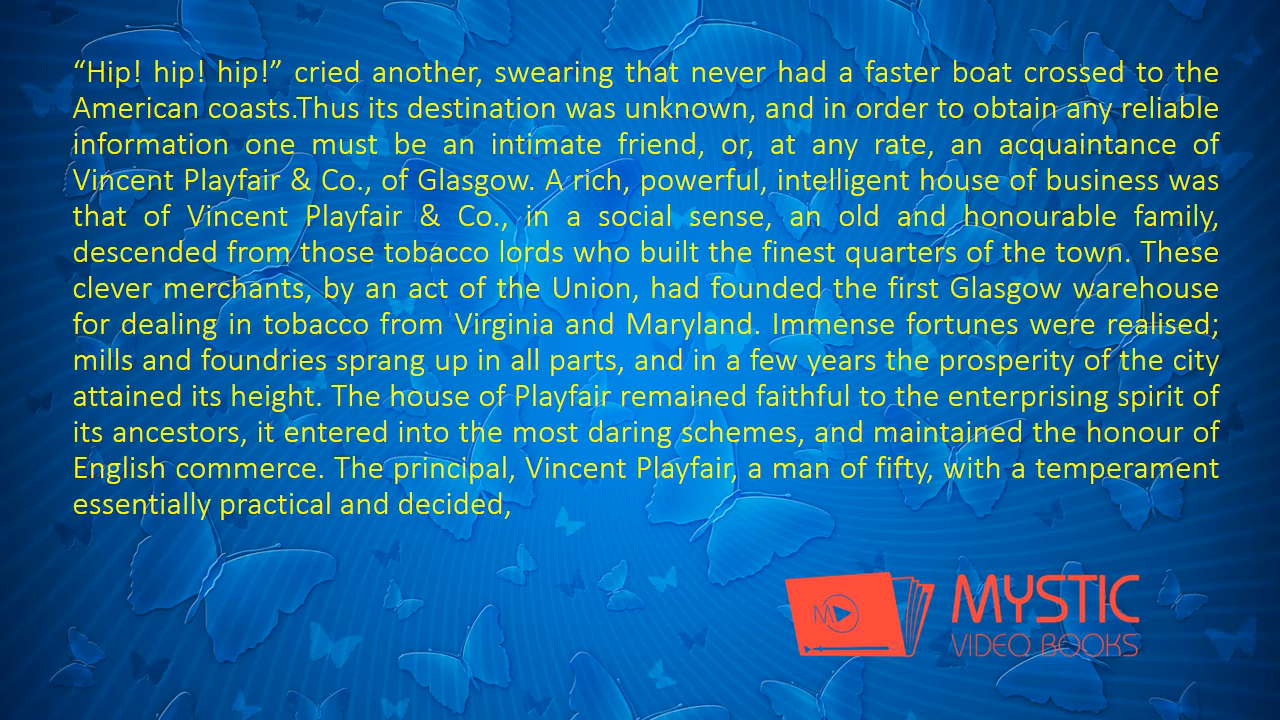 “Hip! hip! hip!” cried another, swearing that never had a faster boat crossed to the
American coasts.Thus its destination was unknown, and in order to obtain any reliable
information one must be an intimate friend, or, at any rate, an acquaintance of
Vincent Playfair & Co., of Glasgow. A rich, powerful, intelligent house of business was
that of Vincent Playfair & Co., in a social sense, an old and honourable family,
descended from those tobacco lords who built the finest quarters of the town. These
clever merchants, by an act of the Union, had founded the first Glasgow warehouse
for dealing in tobacco from Virginia and Maryland. Immense fortunes were realised;
mills and foundries sprang up in all parts, and in a few years the prosperity of the city
attained its height. The house of Playfair remained faithful to the enterprising spirit of
its ancestors, it entered into the most daring schemes, and maintained the honour of
English commerce. The principal, Vincent Playfair, a man of fifty, with a temperament
essentially practical and decided,
M
MYSTIC
VIDEO BOOKS